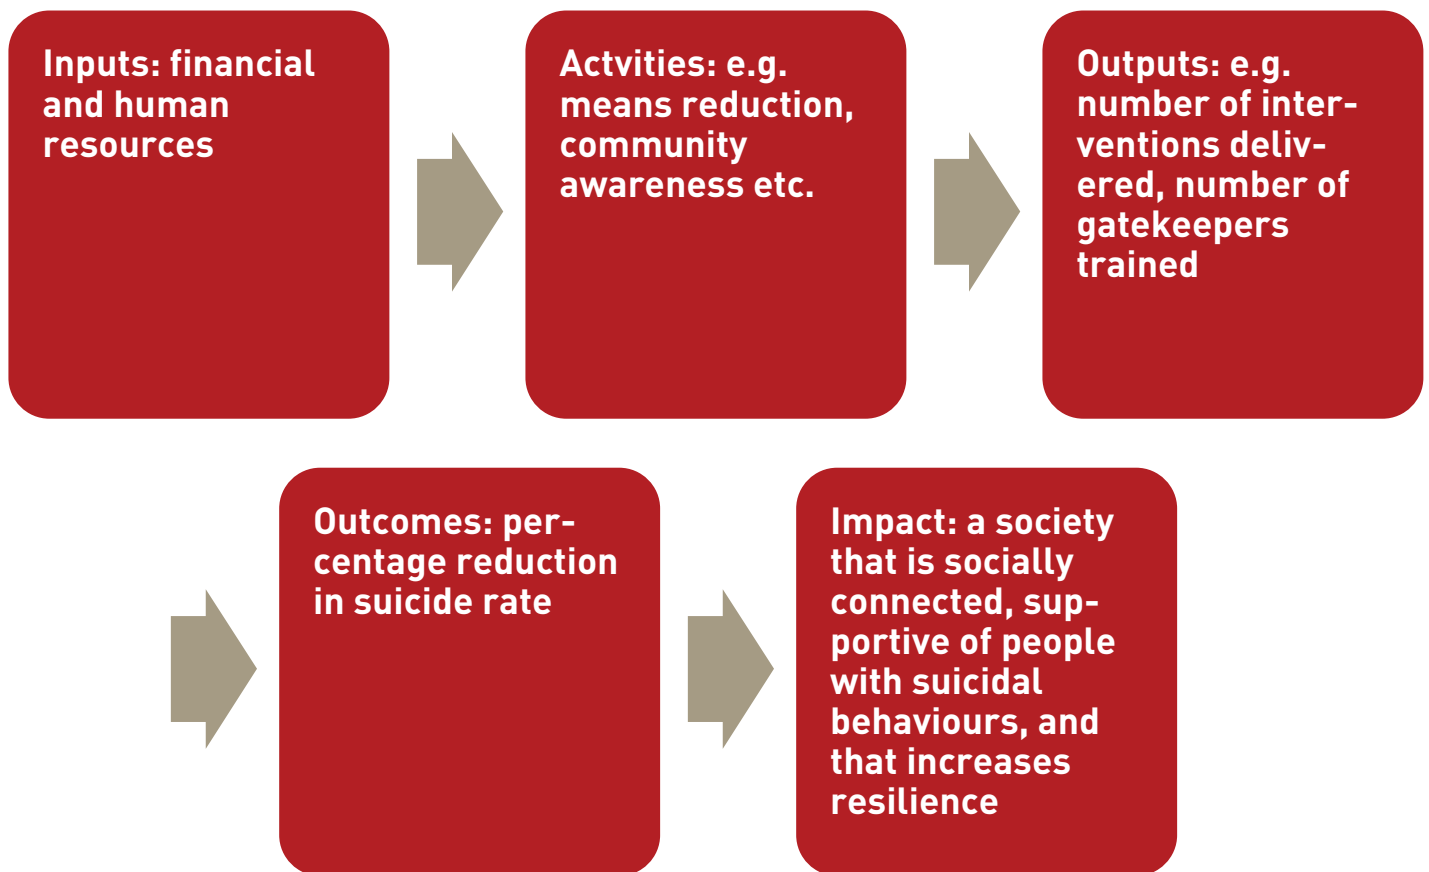 Inputs: financial
and human
resources
Actvities: e.g.
means reduction,
community
awareness etc.
Outputs: e.g.
number of inter-
ventions deliv-
ered, number of
gatekeepers
trained
Outcomes: per-
centage reduction
in suicide rate
Impact: a society
that is socially
connected, sup-
portive of people
with suicidal
behaviours, and
that increases
resilience